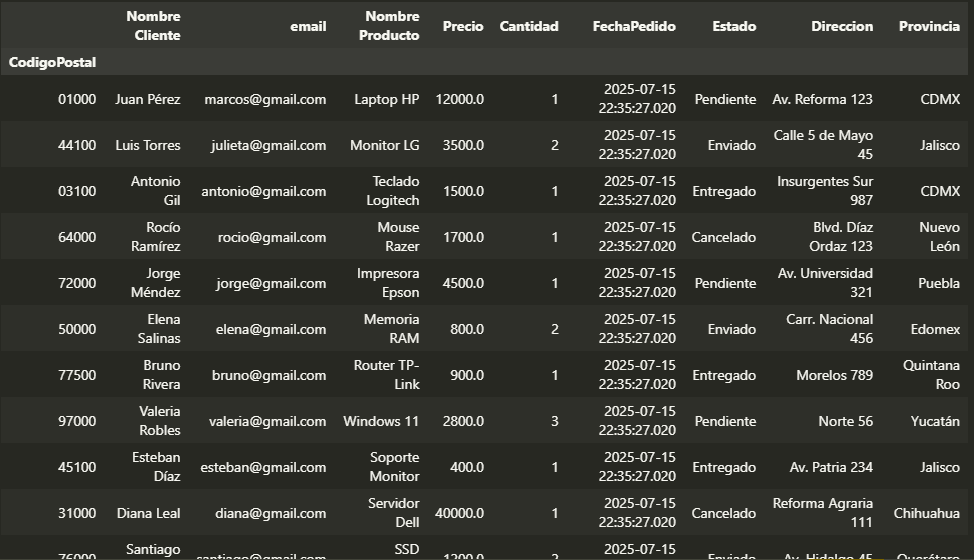 Nombre Cliente email Nombre Producto Precio Cantidad FechaPedido Estado Direccion Provincia
CodigoPostal
01000 Juan Pérez marcos@gmail.com Laptop HP 12000.0 1 2025-07-15 22:35:27.020 Pendiente Av. Reforma 123 CDMX
44100 Luis Torres julieta@gmail.com Monitor LG 3500.0 2 2025-07-15 22:35:27.020 Enviado Calle 5 de Mayo 45 Jalisco
03100 Antonio Gil antonio@gmail.com Teclado Logitech 1500.0 1 2025-07-15 22:35:27.020 Entregado Insurgentes Sur 987 CDMX
64000 Rocío Ramírez rocio@gmail.com Mouse Razer 1700.0 1 2025-07-15 22:35:27.020 Cancelado Blvd. Díaz Ordaz 123 Nuevo León
72000 Jorge Méndez jorge@gmail.com Impresora Epson 4500.0 1 2025-07-15 22:35:27.020 Pendiente Av. Universidad 321 Puebla
50000 Elena Salinas elena@gmail.com Memoria RAM 800.0 2 2025-07-15 22:35:27.020 Enviado Carr. Nacional 456 Edomex
77500 Bruno Rivera bruno@gmail.com Router TP-Link 900.0 1 2025-07-15 22:35:27.020 Entregado Morelos 789 Quintana Roo
97000 Valeria Robles valeria@gmail.com Windows 11 2800.0 3 2025-07-15 22:35:27.020 Pendiente Norte 56 Yucatán
45100 Esteban Díaz esteban@gmail.com Soporte Monitor 400.0 1 2025-07-15 22:35:27.020 Entregado Av. Patria 234 Jalisco
31000 Diana Leal diana@gmail.com Servidor Dell 40000.0 1 2025-07-15 22:35:27.020 Cancelado Reforma Agraria 111 Chihuahua
76000 Santiago santiago@gmail.com SSD 1200.0 2 2025-07-15 Enviado Av. Hidalgo 45 Querétaro